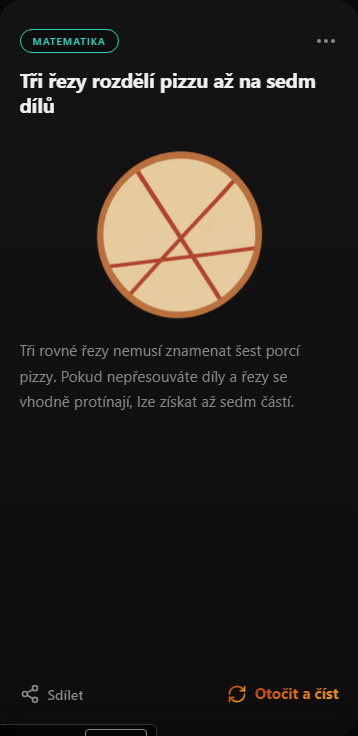 MATEMATIKA
Tři řezy rozdělí pizzu až na sedm
dílů
Tři rovné řezy nemusí znamenat šest porcí
pizzy. Pokud nepřesouváte díly a řezy se
vhodně protínají, lze získat až sedm částí.
Sdílet
Otočit a číst